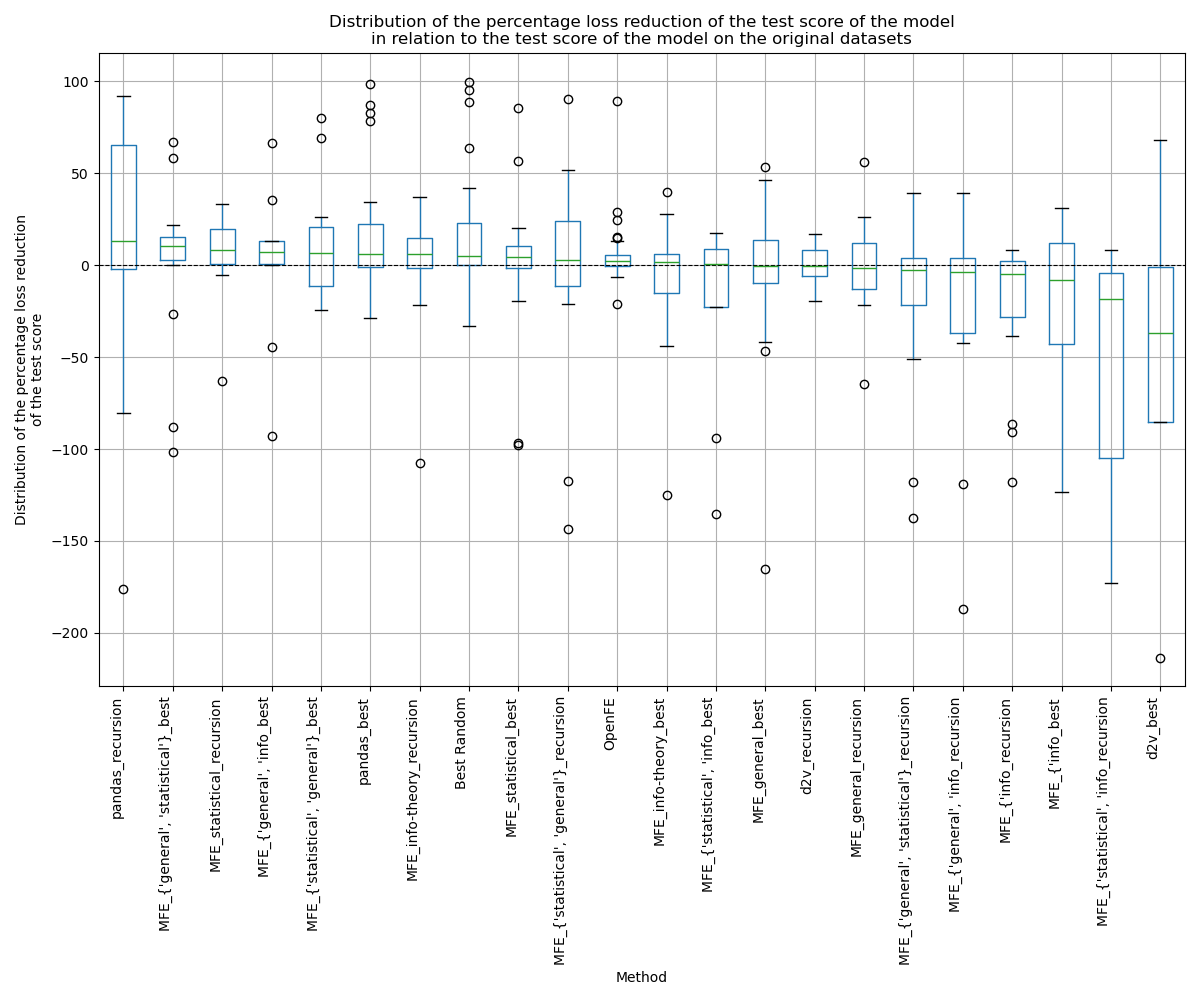 Distribution of the percentage loss reduction of the test score of the model
in relation to the test score of the model on the original datasets
Distribution of the percentage loss reduction
of the test score
100
50
0
−50
−100
−150
−200
pandas_recursion
MFE_{'general', 'statistical'}_best
MFE_statistical_recursion
MFE_{'general', 'info_best
MFE_{'statistical', 'general'}_best
pandas_best
MFE_info-theory_recursion
Best Random
MFE_statistical_best
MFE_{'statistical', 'general'}_recursion
OpenFE
MFE_info-theory_best
MFE_{'statistical', 'info_best
MFE_general_best
d2v_recursion
MFE_general_recursion
MFE_{'general', 'statistical'}_recursion
MFE_{'general', 'info_recursion
MFE_{'info_recursion
MFE_{'info_best
MFE_{'statistical', 'info_recursion
d2v_best
Method